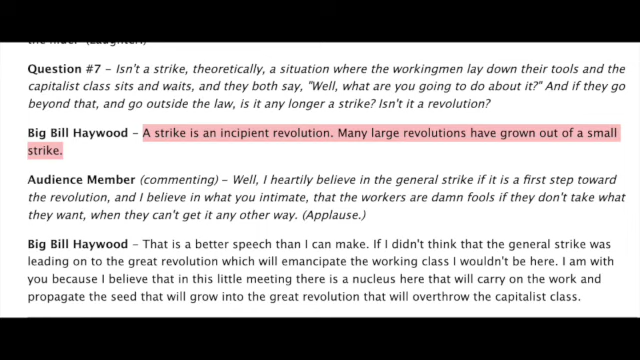 the rider" (Laughter.)
Question #7 – Isn't a strike, theoretically, a situation where the workingmen lay down their tools and the
capitalist class sits and waits, and they both say, "Well, what are you going to do about it?" And if they go
beyond that, and go outside the law, is it any longer a strike? Isn't it a revolution?
Big Bill Haywood – A strike is an incipient revolution. Many large revolutions have grown out of a small
strike.
Audience Member (commenting) – Well, I heartily believe in the general strike if it is a first step toward
the revolution, and I believe in what you intimate, that the workers are damn fools if they don't take what
they want, when they can't get it any other way. (Applause.)
Big Bill Haywood – That is a better speech than I can make. If I didn't think that the general strike was
leading on to the great revolution which will emancipate the working class I wouldn't be here. I am with
you because I believe that in this little meeting there is a nucleus here that will carry on the work and
propagate the seed that will grow into the great revolution that will overthrow the capitalist class.